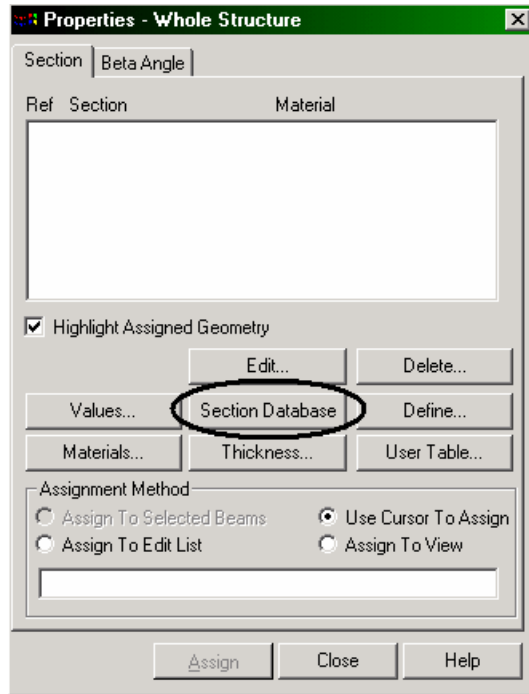 Properties - Whole Structure
Section Beta Angle
Ref Section Material
Highlight Assigned Geometry
Edit... Delete...
Values... Section Database Define...
Materials... Thickness... User Table...
Assignment Method
Assign To Selected Beams Use Cursor To Assign
Assign To Edit List Assign To View
Assign Close Help